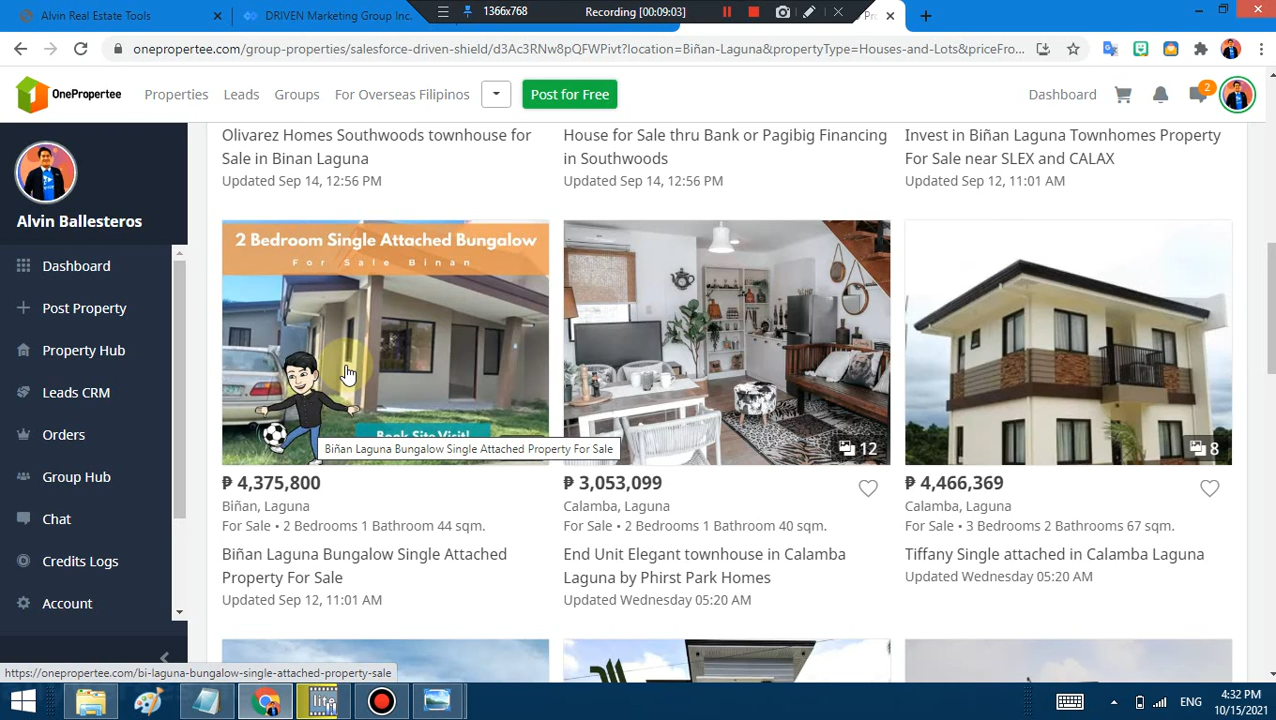 Alvin Real Estate Tools
DRIVEN Marketing Group Inc.
1366x768
Recording [00:09:03]
onepropertee.com/group-properties/salesforce-driven-shield/d3Ac3RNw8pQFWPivt?location=Biñan-Laguna&propertyType=Houses-and-Lots&priceFro...
OnePropertee
Properties
Leads
Groups
For Overseas Filipinos
Post for Free
Dashboard
2
Alvin Ballesteros
Dashboard
Post Property
Property Hub
Leads CRM
Orders
Group Hub
Chat
Credits Logs
Account
Olivarez Homes Southwoods townhouse for
Sale in Binan Laguna
Updated Sep 14, 12:56 PM
House for Sale thru Bank or Pagibig Financing
in Southwoods
Updated Sep 14, 12:56 PM
Invest in Biñan Laguna Townhomes Property
For Sale near SLEX and CALAX
Updated Sep 12, 11:01 AM
2 Bedroom Single Attached Bungalow
For Sale Binan
Book Site Visit!
Biñan Laguna Bungalow Single Attached Property For Sale
₱ 4,375,800
Biñan, Laguna
For Sale • 2 Bedrooms 1 Bathroom 44 sqm.
Biñan Laguna Bungalow Single Attached
Property For Sale
Updated Sep 12, 11:01 AM
12
₱ 3,053,099
Calamba, Laguna
For Sale • 2 Bedrooms 1 Bathroom 40 sqm.
End Unit Elegant townhouse in Calamba
Laguna by Phirst Park Homes
Updated Wednesday 05:20 AM
8
₱ 4,466,369
Calamba, Laguna
For Sale • 3 Bedrooms 2 Bathrooms 67 sqm.
Tiffany Single attached in Calamba Laguna
Updated Wednesday 05:20 AM
https://onepropertee.com/bi-laguna-bungalow-single-attached-property-sale
ENG
4:32 PM
10/15/2021